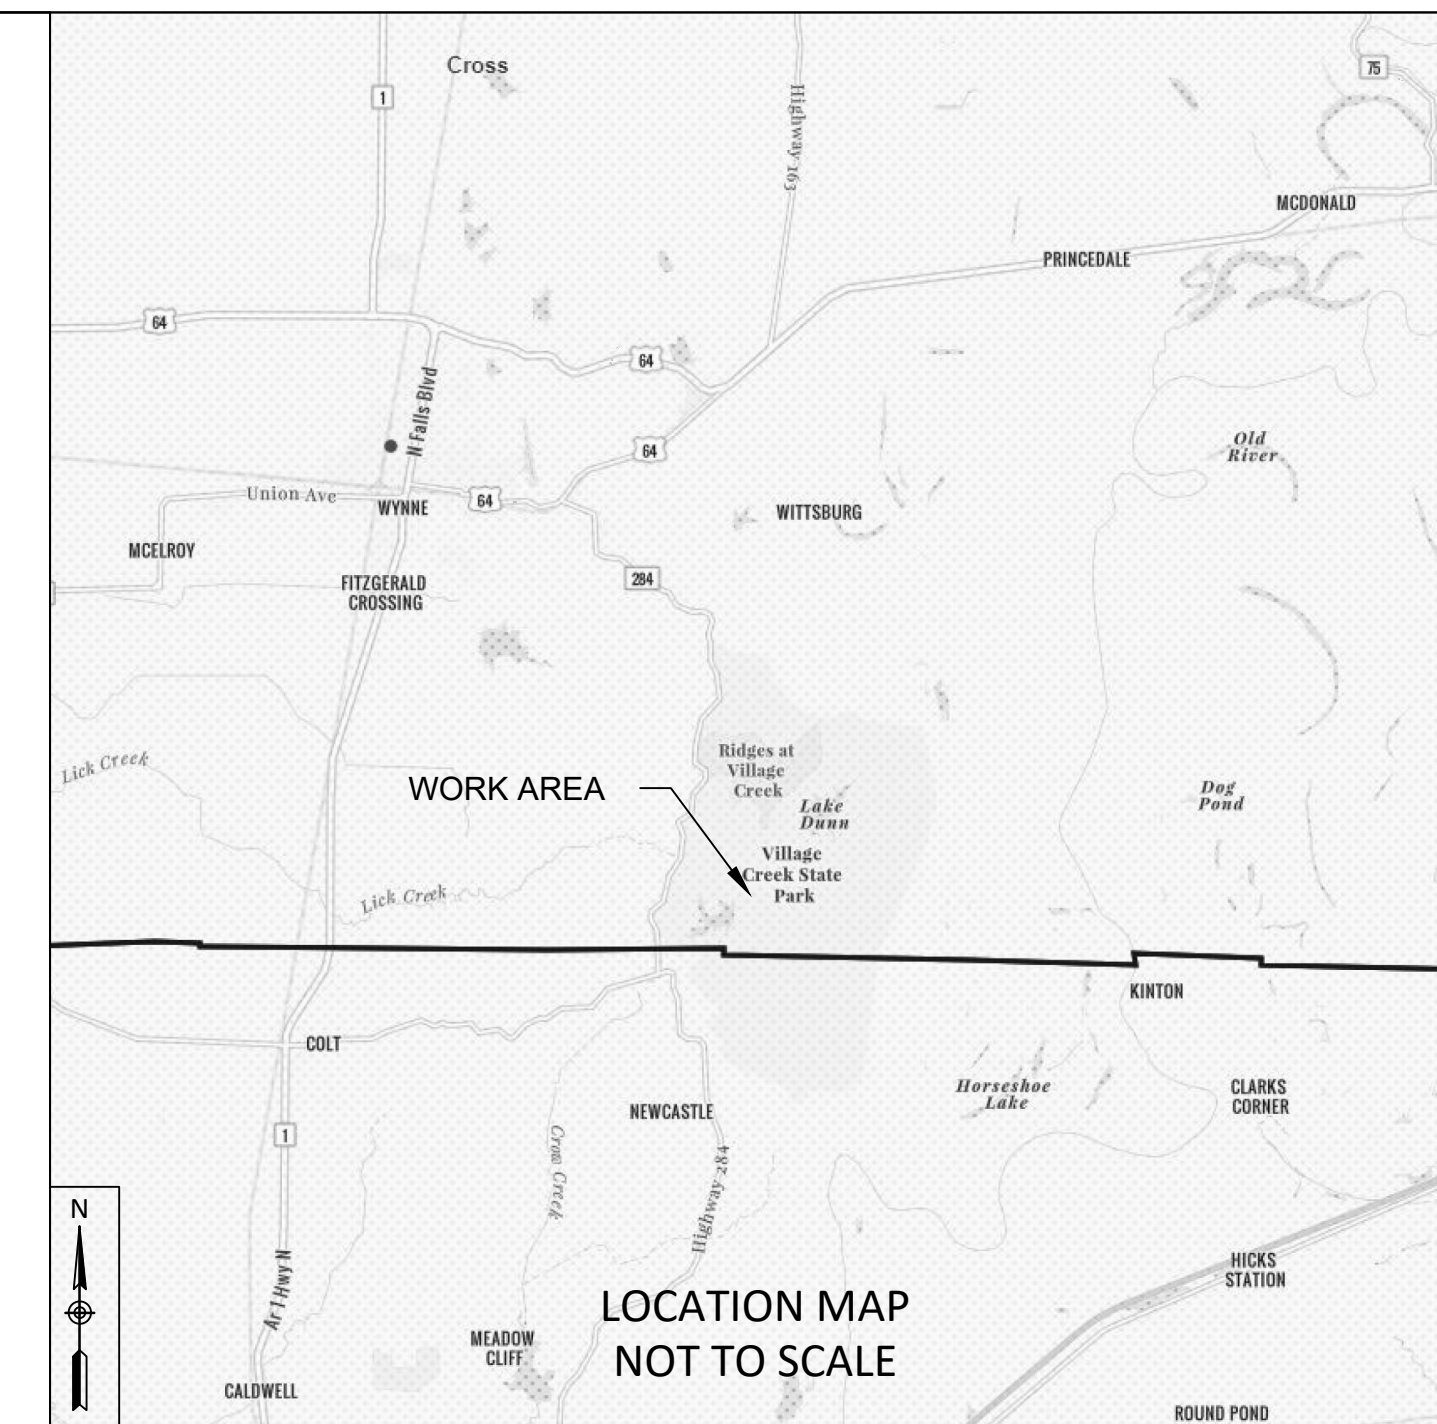 Cross
1
75
Highway 163
MCDONALD
PRINCEDALE
64
64
N Falls Blvd
64
Old
River
Union Ave
WYNNE
64
WITTSBURG
MCELROY
284
FITZGERALD
CROSSING
Ridges at
Village
Creek
Lick Creek
WORK AREA
Lake
Dunn
Dog
Pond
Village
Creek State
Park
Lick Creek
KINTON
COLT
Horseshoe
Lake
CLARKS
CORNER
NEWCASTLE
1
Crow Creek
Highway 284
N
Ar 1 Hwy N
HICKS
STATION
LOCATION MAP
NOT TO SCALE
MEADOW
CLIFF
CALDWELL
ROUND POND